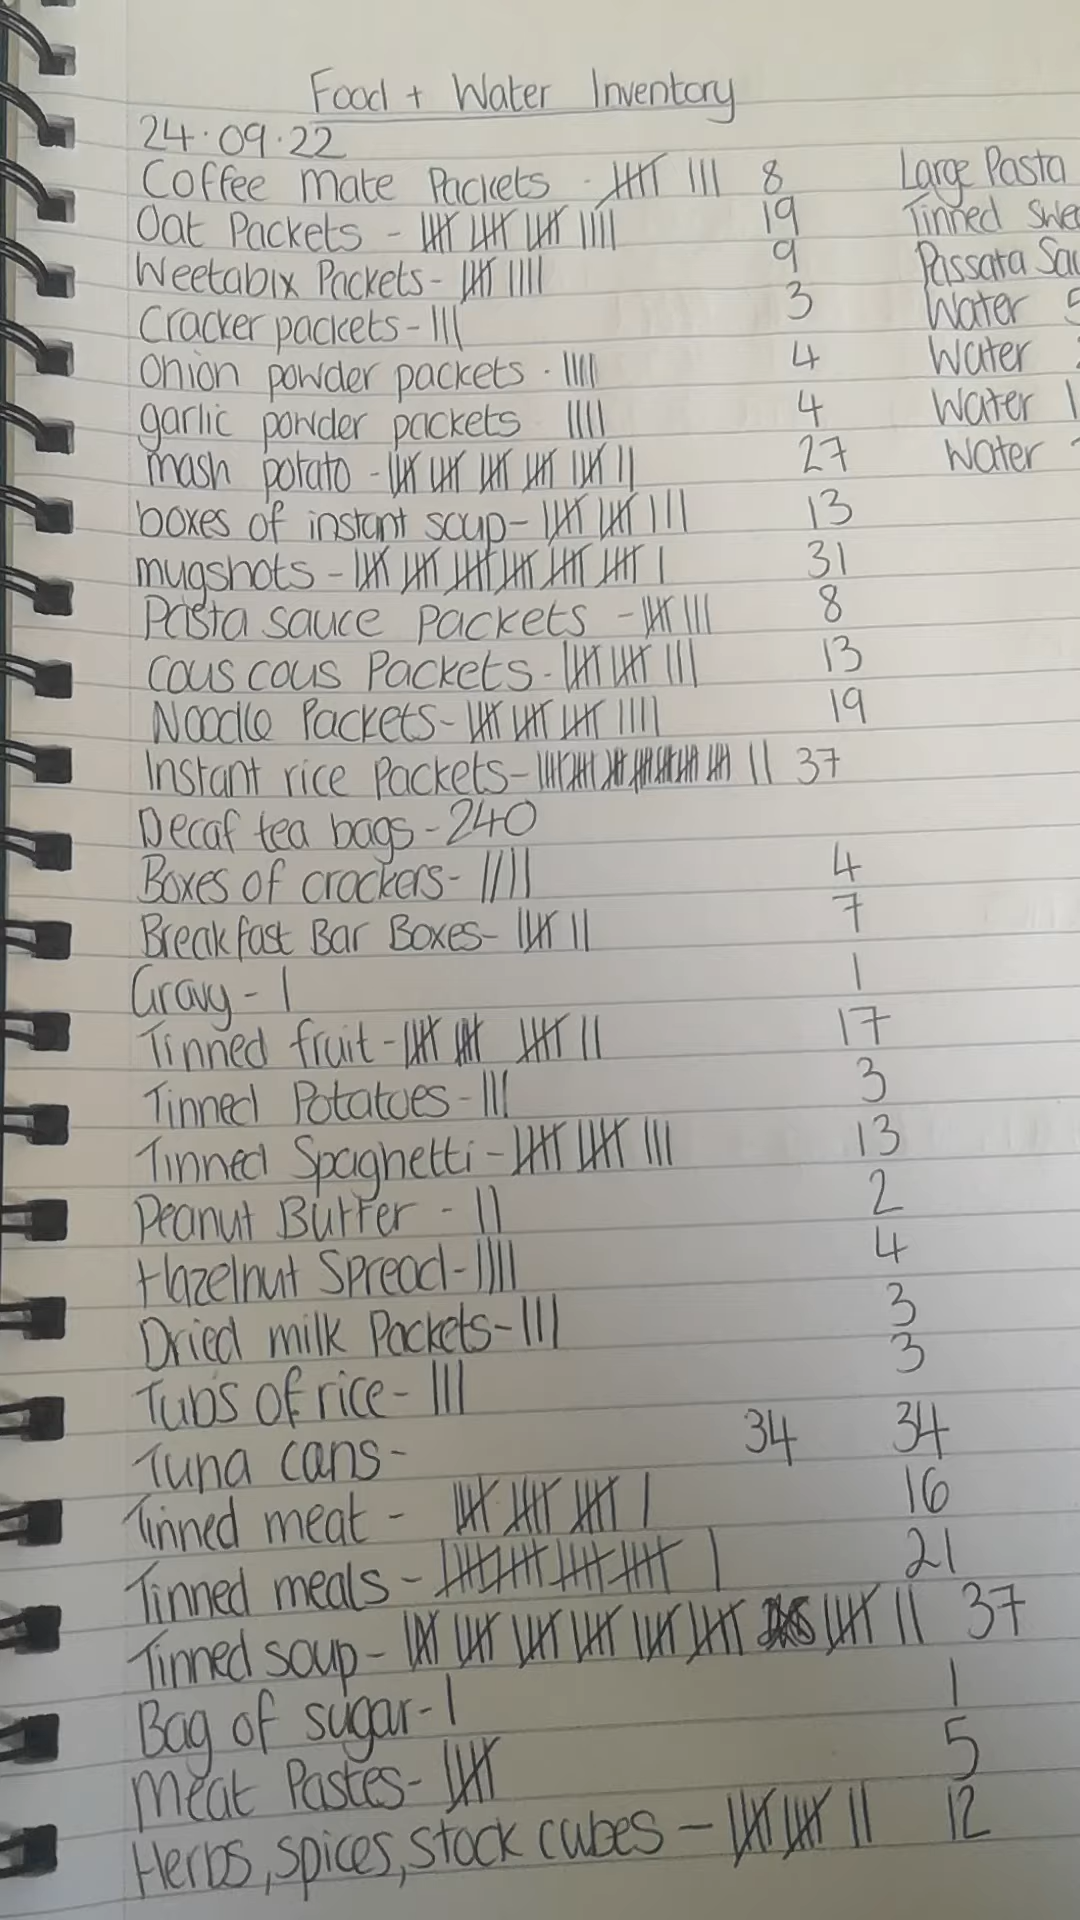 Food + Water Inventory
24.09.22
Coffee mate Packets - 𝍸 ||| 8
Oat Packets - 𝍸 𝍸 𝍸 |||| 19
Weetabix Packets - 𝍸 |||| 9
Cracker packets - ||| 3
Onion powder packets - |||| 4
garlic powder packets |||| 4
mash potato - 𝍸 𝍸 𝍸 𝍸 𝍸 || 27
boxes of instant soup - 𝍸 𝍸 ||| 13
mugshots - 𝍸 𝍸 𝍸 𝍸 𝍸 𝍸 | 31
Pasta sauce Packets - 𝍸 ||| 8
Cous cous Packets - 𝍸 𝍸 ||| 13
Noodle Packets - 𝍸 𝍸 𝍸 |||| 19
Instant rice Packets - 𝍸 𝍸 𝍸 𝍸 𝍸 𝍸 𝍸 || 37
Decaf tea bags - 240
Boxes of crackers - |||| 4
Breakfast Bar Boxes - 𝍸 || 7
Gravy - | 1
Tinned fruit - 𝍸 𝍸 𝍸 || 17
Tinned Potatoes - ||| 3
Tinned Spaghetti - 𝍸 𝍸 ||| 13
Peanut Butter - || 2
Hazelnut Spread - |||| 4
Dried milk Packets - ||| 3
Tubs of rice - ||| 3
Tuna cans - 34 34
Tinned meat - 𝍸 𝍸 𝍸 | 16
Tinned meals - 𝍸 𝍸 𝍸 𝍸 | 21
Tinned soup - 𝍸 𝍸 𝍸 𝍸 𝍸 𝍸 𝍸 || 37
Bag of sugar - | 1
Meat Pastes - 𝍸 5
Herbs, spices, stock cubes - 𝍸 𝍸 || 12
Large Pasta
Tinned
Passata
Water
Water
Water 1
Water